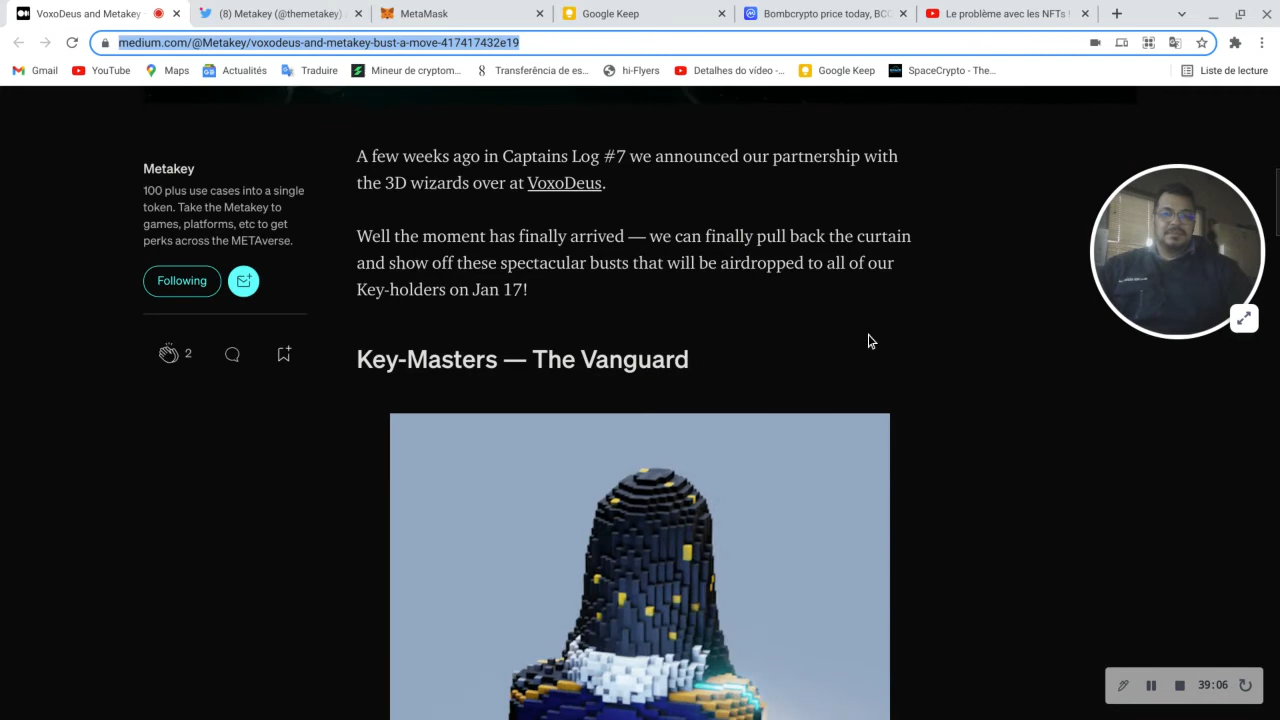 VoxoDeus and Metakey -
(8) Metakey (@themetakey)
MetaMask
Google Keep
Bombcrypto price today, BCO
Le problème avec les NFTs !
medium.com/@Metakey/voxodeus-and-metakey-bust-a-move-417417432e19
Gmail
YouTube
Maps
Actualités
Traduire
Mineur de cryptom...
Transferência de es...
hi-Flyers
Detalhes do vídeo -...
Google Keep
SpaceCrypto - The...
Liste de lecture
Metakey
100 plus use cases into a single
token. Take the Metakey to
games, platforms, etc to get
perks across the METAverse.
Following
2
A few weeks ago in Captains Log #7 we announced our partnership with
the 3D wizards over at VoxoDeus.
Well the moment has finally arrived — we can finally pull back the curtain
and show off these spectacular busts that will be airdropped to all of our
Key-holders on Jan 17!
Key-Masters — The Vanguard
39:06